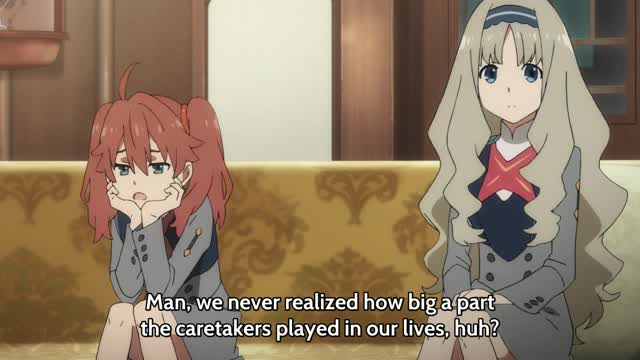 Man, we never realized how big a part
the caretakers played in our lives, huh?